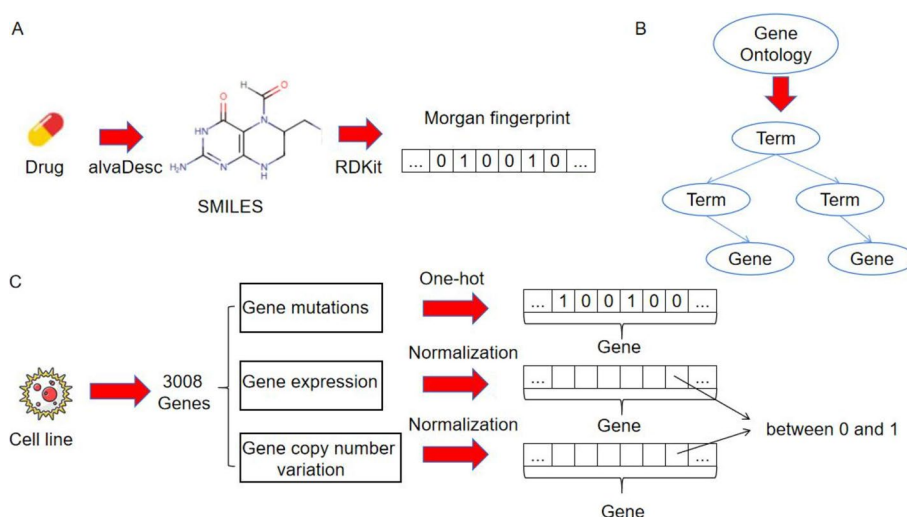 A
Drug
alvaDesc
H
O
O
HN
N
H₂N
N
N
H
SMILES
RDKit
Morgan fingerprint
... 0 1 0 0 1 0 ...
B
Gene
Ontology
Term
Term
Term
Gene
Gene
C
Cell line
3008
Genes
Gene mutations
One-hot
... 1 0 0 1 0 0 ...
Gene
Gene expression
Normalization
... ...
Gene
Gene copy number
variation
Normalization
... ...
Gene
between 0 and 1